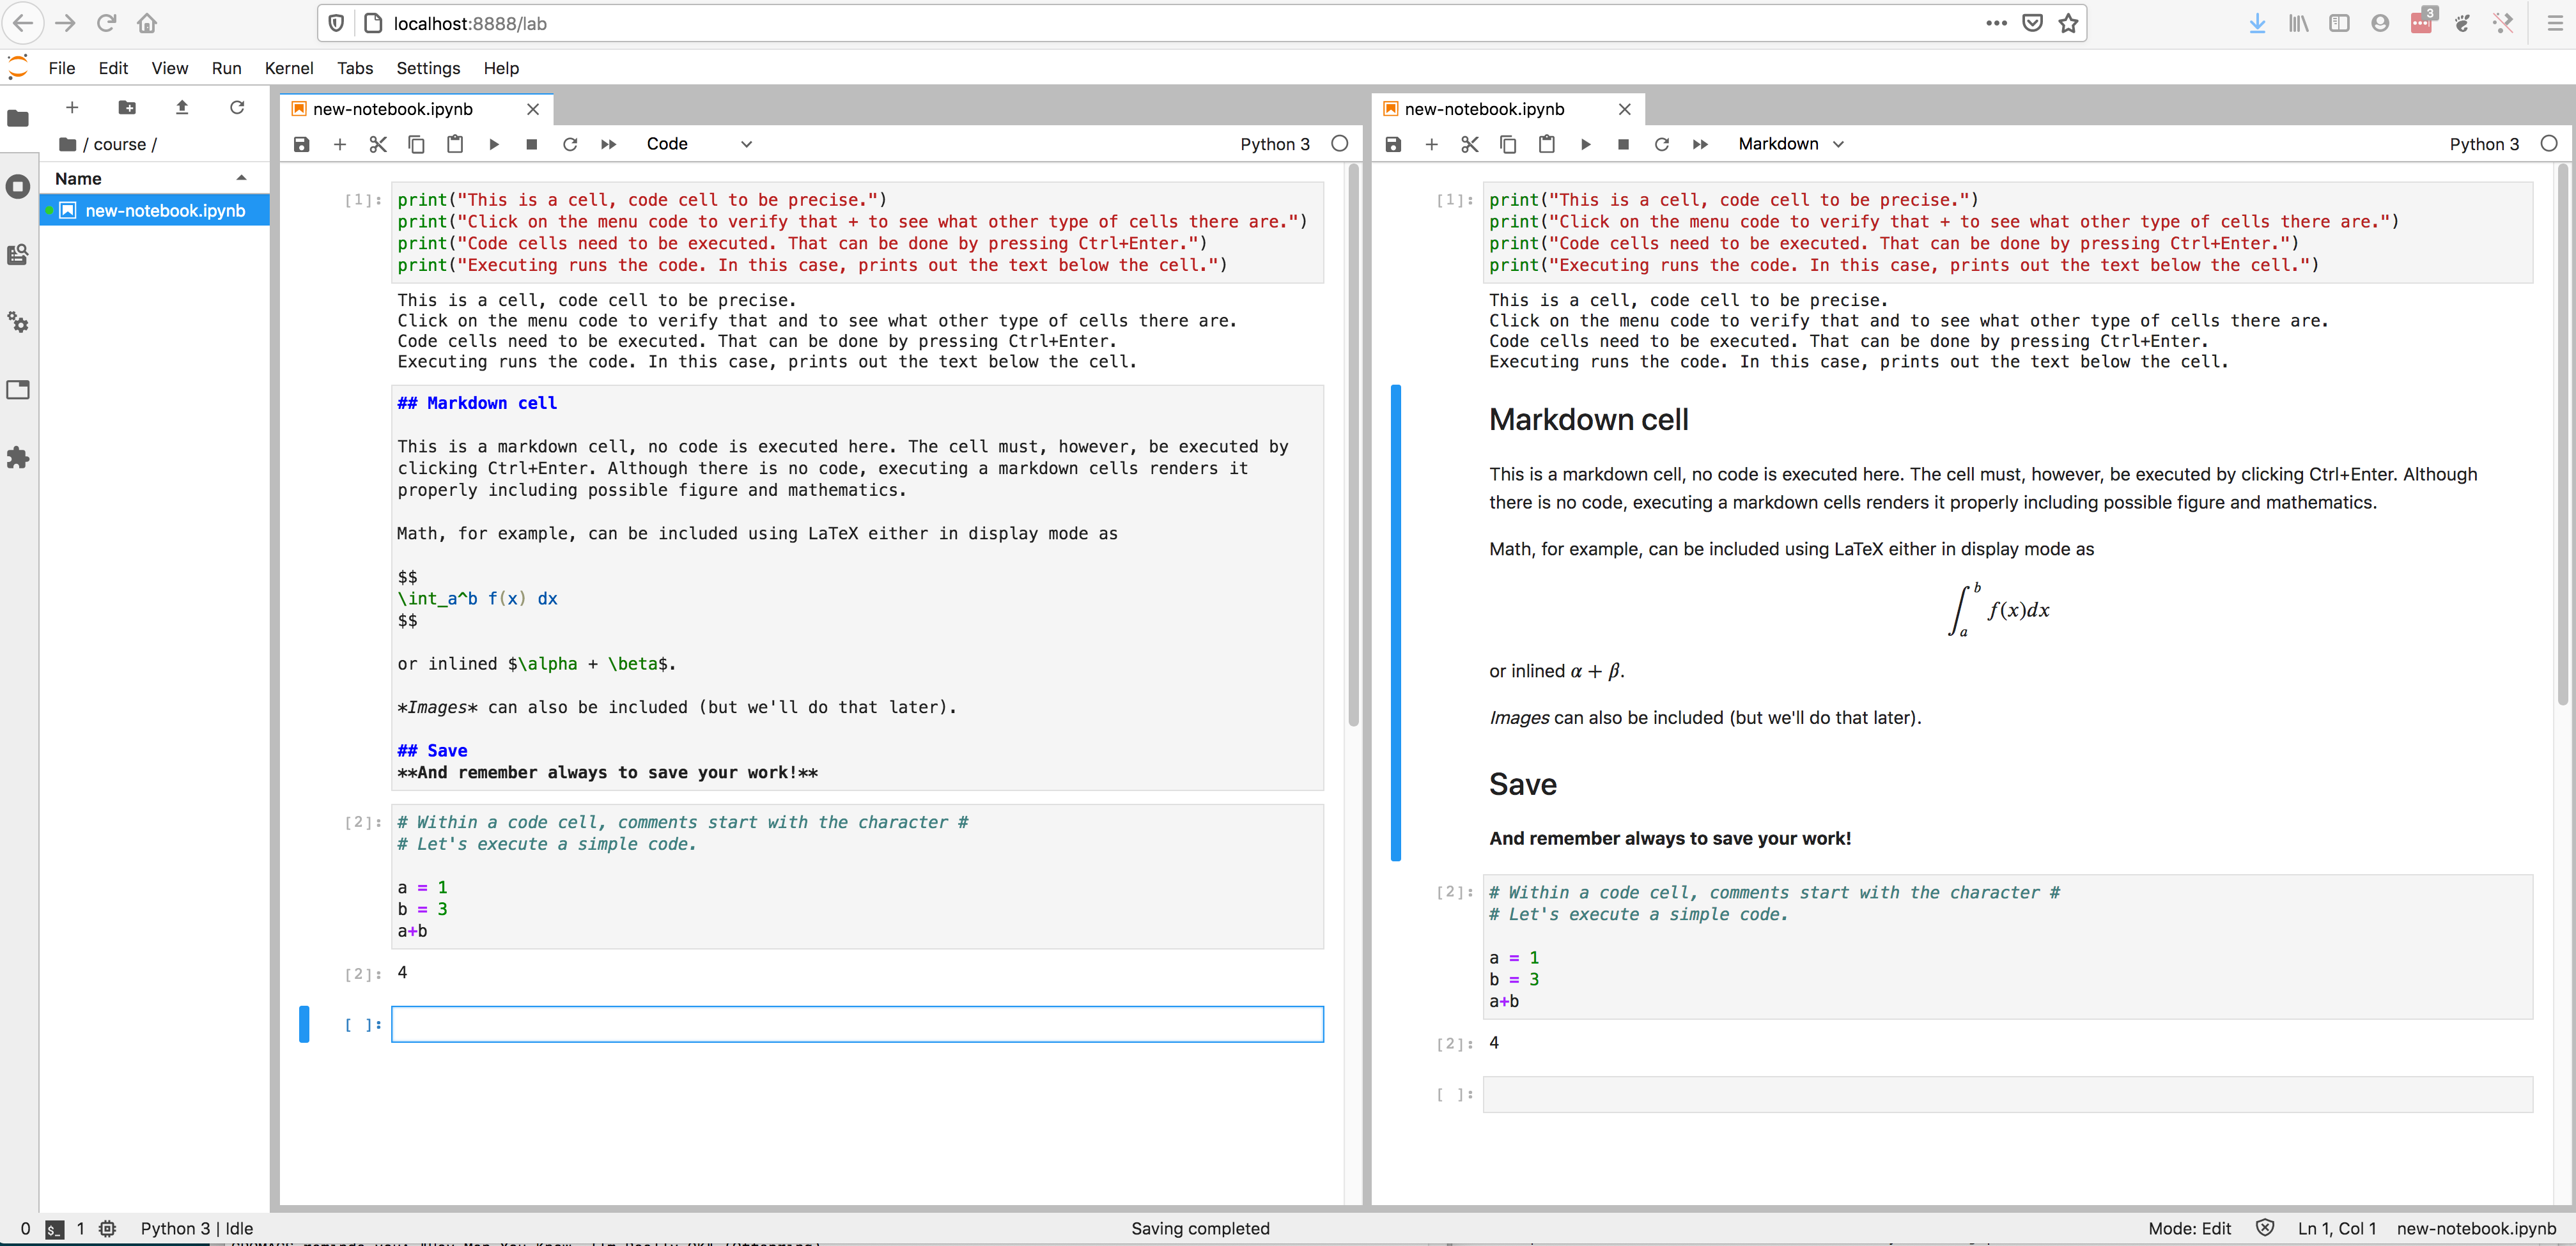 localhost:8888/lab
3
File Edit View Run Kernel Tabs Settings Help
/ course /
Name
new-notebook.ipynb
new-notebook.ipynb
Code
Python 3
[1]: print("This is a cell, code cell to be precise.")
print("Click on the menu code to verify that + to see what other type of cells there are.")
print("Code cells need to be executed. That can be done by pressing Ctrl+Enter.")
print("Executing runs the code. In this case, prints out the text below the cell.")
This is a cell, code cell to be precise.
Click on the menu code to verify that and to see what other type of cells there are.
Code cells need to be executed. That can be done by pressing Ctrl+Enter.
Executing runs the code. In this case, prints out the text below the cell.
## Markdown cell
This is a markdown cell, no code is executed here. The cell must, however, be executed by
clicking Ctrl+Enter. Although there is no code, executing a markdown cells renders it
properly including possible figure and mathematics.
Math, for example, can be included using LaTeX either in display mode as
$$
\int_a^b f(x) dx
$$
or inlined $\alpha + \beta$.
*Images* can also be included (but we'll do that later).
## Save
**And remember always to save your work!**
[2]: # Within a code cell, comments start with the character #
# Let's execute a simple code.
a = 1
b = 3
a+b
[2]: 4
[ ]:
new-notebook.ipynb
Markdown
Python 3
[1]: print("This is a cell, code cell to be precise.")
print("Click on the menu code to verify that + to see what other type of cells there are.")
print("Code cells need to be executed. That can be done by pressing Ctrl+Enter.")
print("Executing runs the code. In this case, prints out the text below the cell.")
This is a cell, code cell to be precise.
Click on the menu code to verify that and to see what other type of cells there are.
Code cells need to be executed. That can be done by pressing Ctrl+Enter.
Executing runs the code. In this case, prints out the text below the cell.
Markdown cell
This is a markdown cell, no code is executed here. The cell must, however, be executed by clicking Ctrl+Enter. Although
there is no code, executing a markdown cells renders it properly including possible figure and mathematics.
Math, for example, can be included using LaTeX either in display mode as
∫_a^b f(x)dx
or inlined α + β.
Images can also be included (but we'll do that later).
Save
And remember always to save your work!
[2]: # Within a code cell, comments start with the character #
# Let's execute a simple code.
a = 1
b = 3
a+b
[2]: 4
[ ]:
0 $_ 1 Python 3 | Idle Saving completed Mode: Edit Ln 1, Col 1 new-notebook.ipynb